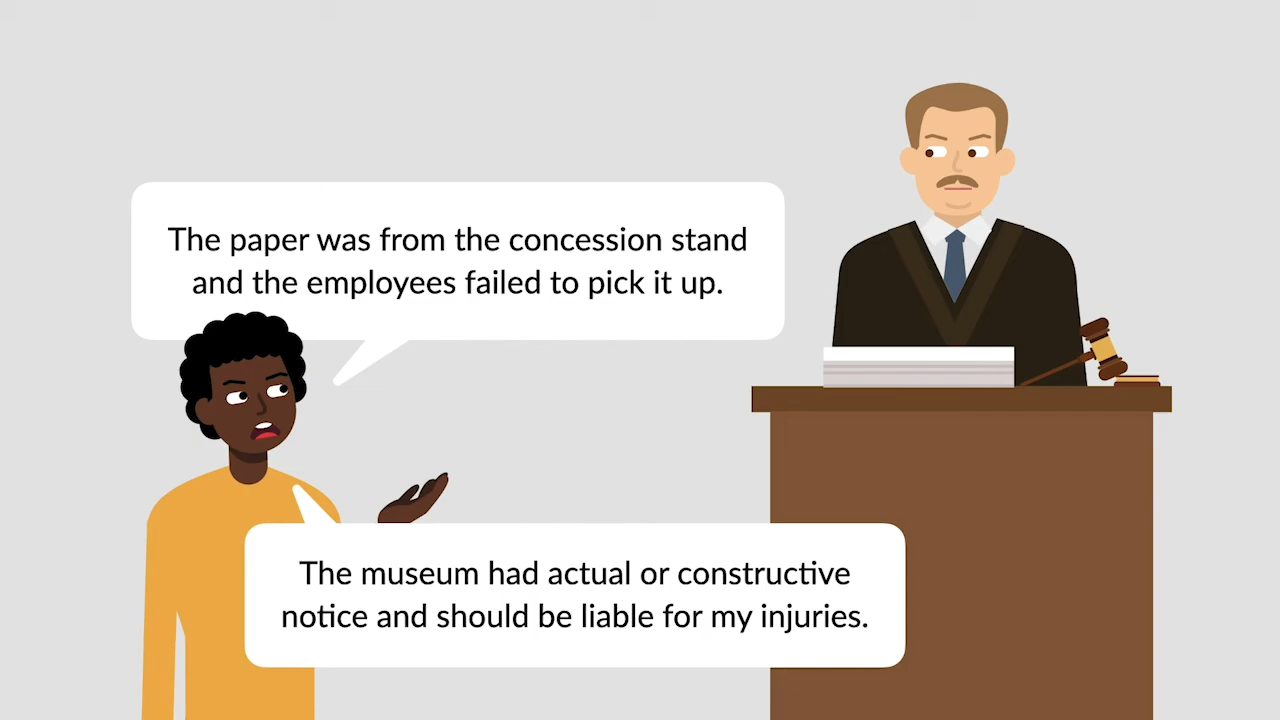 The paper was from the concession stand
and the employees failed to pick it up.
The museum had actual or constructive
notice and should be liable for my injuries.